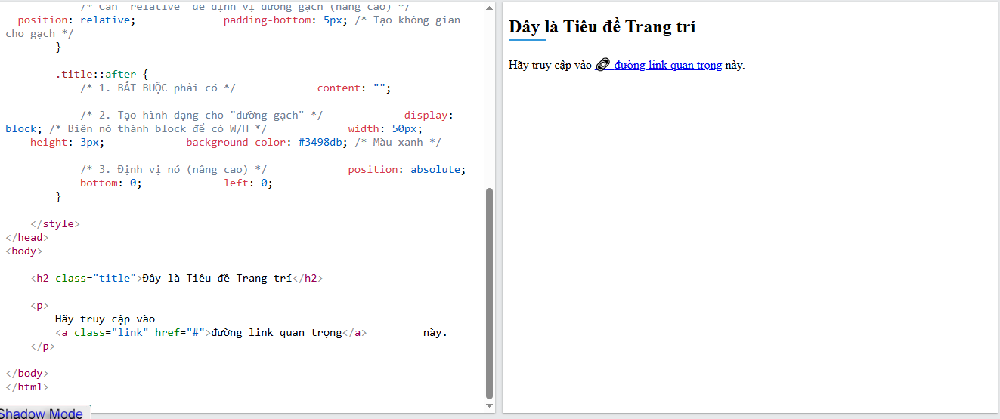 /* Cần "relative" để định vị đường gạch (nâng cao) */
position: relative;             padding-bottom: 5px; /* Tạo không gian
cho gạch */
}
.title::after {
/* 1. BẮT BUỘC phải có */             content: "";
/* 2. Tạo hình dạng cho "đường gạch" */             display:
block; /* Biến nó thành block để có W/H */             width: 50px;
height: 3px;             background-color: #3498db; /* Màu xanh */
/* 3. Định vị nó (nâng cao) */             position: absolute;
bottom: 0;             left: 0;
}
</style>
</head>
<body>
<h2 class="title">Đây là Tiêu đề Trang trí</h2>
<p>
Hãy truy cập vào
<a class="link" href="#">đường link quan trọng</a>         này.
</p>
</body>
</html>
Shadow Mode
Đây là Tiêu đề Trang trí
Hãy truy cập vào đường link quan trọng này.